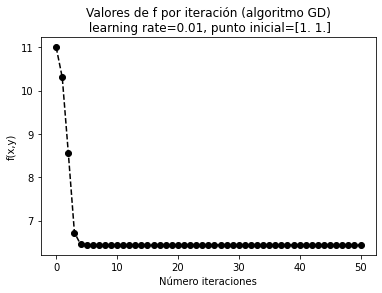 Valores de f por iteración (algoritmo GD)
learning rate=0.01, punto inicial=[1. 1.]
11
10
9
8
7
f(x,y)
0 10 20 30 40 50
Número iteraciones